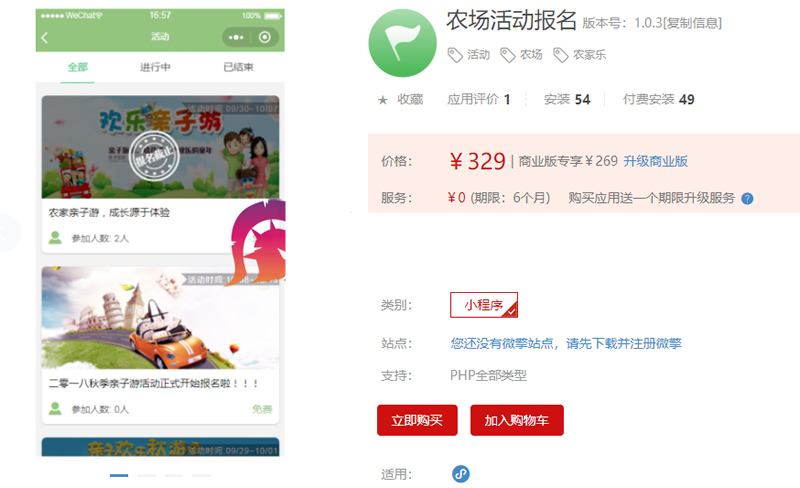 WeChat
16:57
100%
活动
全部
进行中
已结束
活动时间 09/30~10/07
欢乐亲子游
报名截止
农家亲子游，成长源于体验
参加人数: 2人
活动时间
二零一八秋季亲子游活动正式开始报名啦！！！
参加人数: 0人
免费
活动时间 09/29~10/01
亲子欢乐秋游
农场活动报名 版本号：1.0.3[复制信息]
活动 农场 农家乐
★ 收藏 应用评价 1 安装 54 付费安装 49
价格： ￥329 | 商业版专享￥269 升级商业版
服务： ￥0 (期限：6个月) 购买应用送一个期限升级服务 ?
类别： 小程序
站点： 您还没有微擎站点，请先下载并注册微擎
支持： PHP全部类型
立即购买 加入购物车
适用：